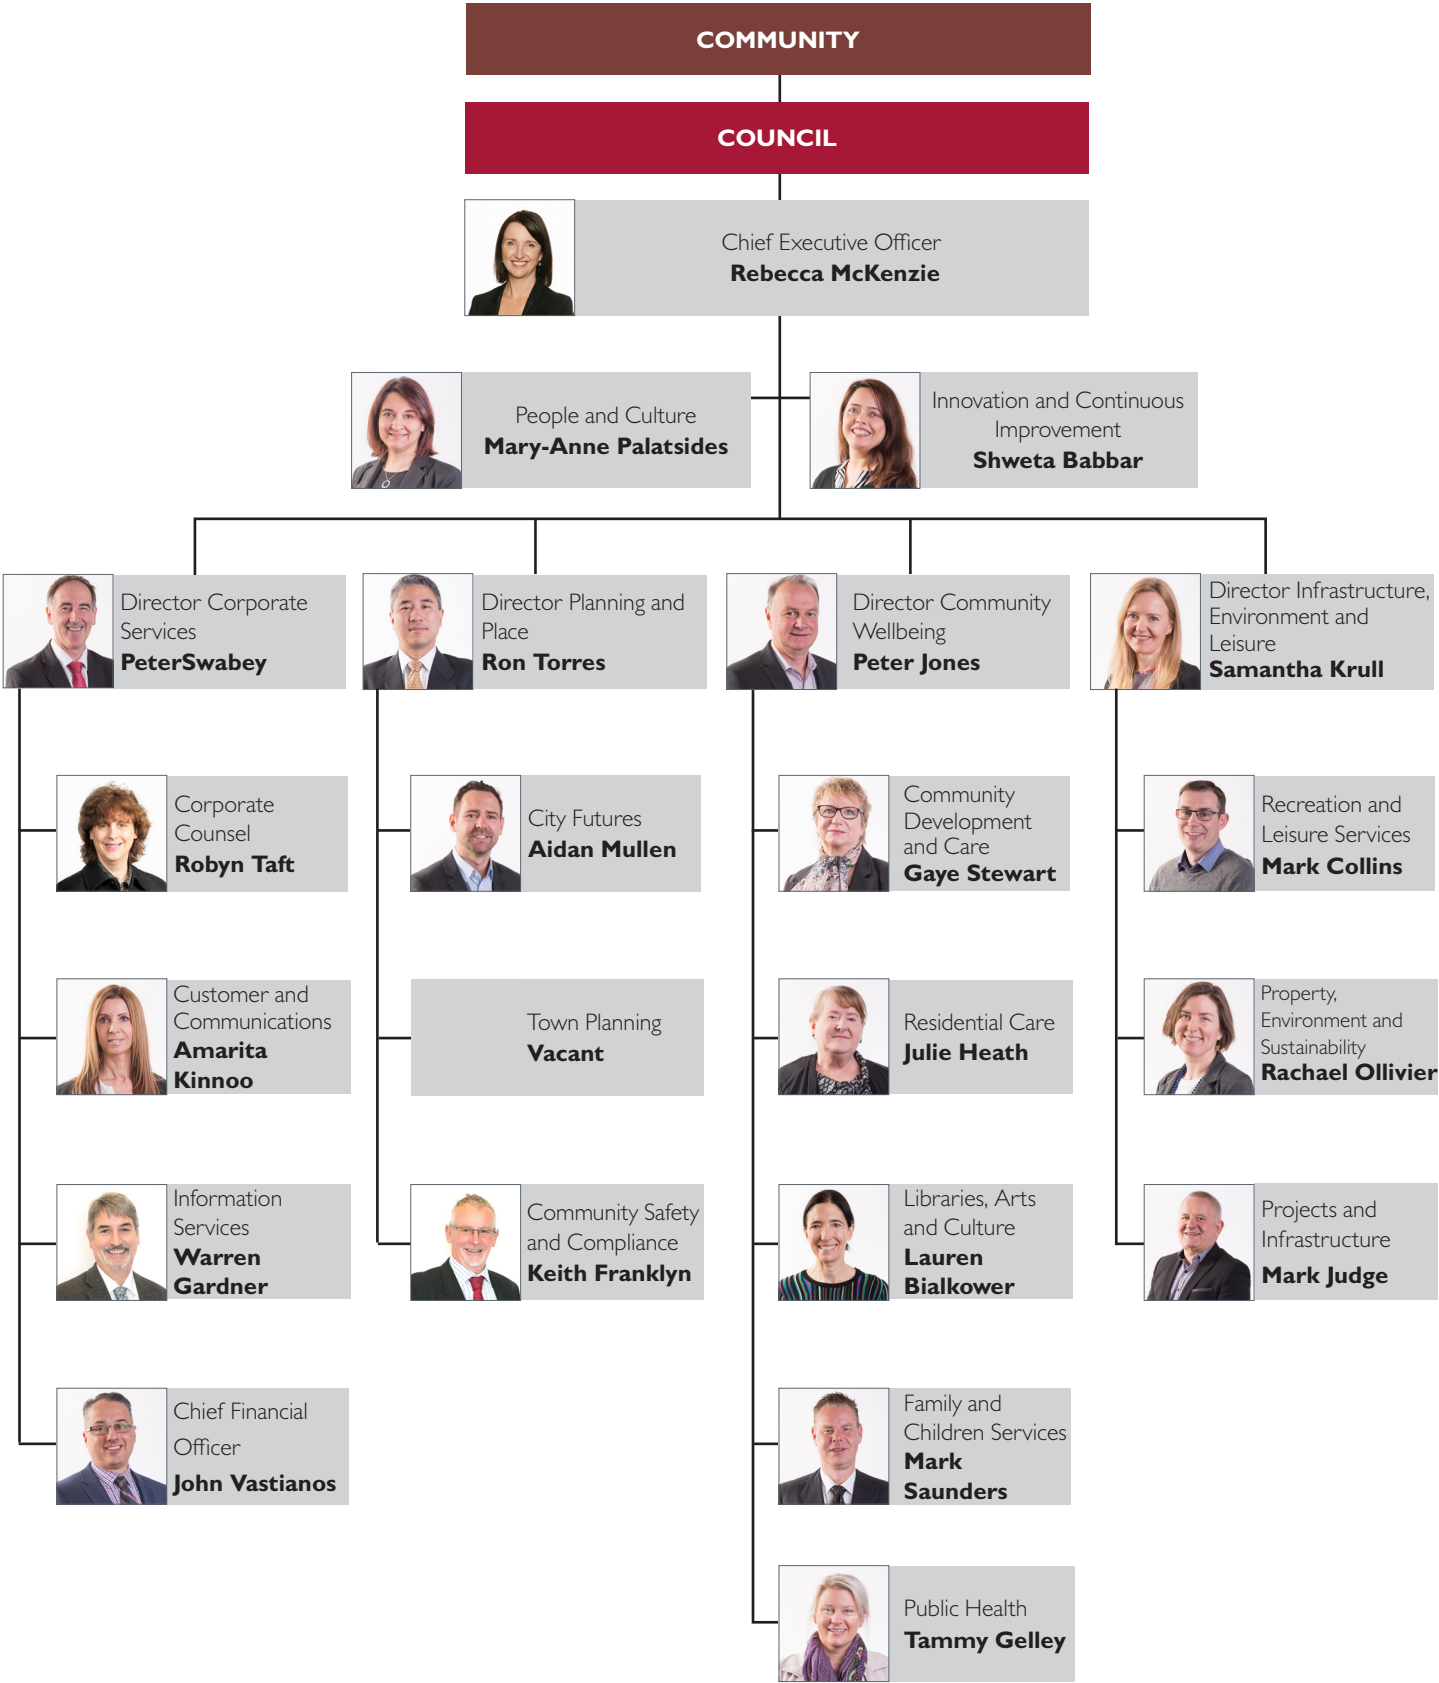 COMMUNITY
COUNCIL
Chief Executive Officer
Rebecca McKenzie
People and Culture
Mary-Anne Palatsides
Innovation and Continuous
Improvement
Shweta Babbar
Director Corporate
Services
PeterSwabey
Director Planning and
Place
Ron Torres
Director Community
Wellbeing
Peter Jones
Director Infrastructure,
Environment and
Leisure
Samantha Krull
Corporate
Counsel
Robyn Taft
City Futures
Aidan Mullen
Community
Development
and Care
Gaye Stewart
Recreation and
Leisure Services
Mark Collins
Customer and
Communications
Amarita
Kinnoo
Town Planning
Vacant
Residential Care
Julie Heath
Property,
Environment and
Sustainability
Rachael Ollivier
Information
Services
Warren
Gardner
Community Safety
and Compliance
Keith Franklyn
Libraries, Arts
and Culture
Lauren
Bialkower
Projects and
Infrastructure
Mark Judge
Chief Financial
Officer
John Vastianos
Family and
Children Services
Mark
Saunders
Public Health
Tammy Gelley